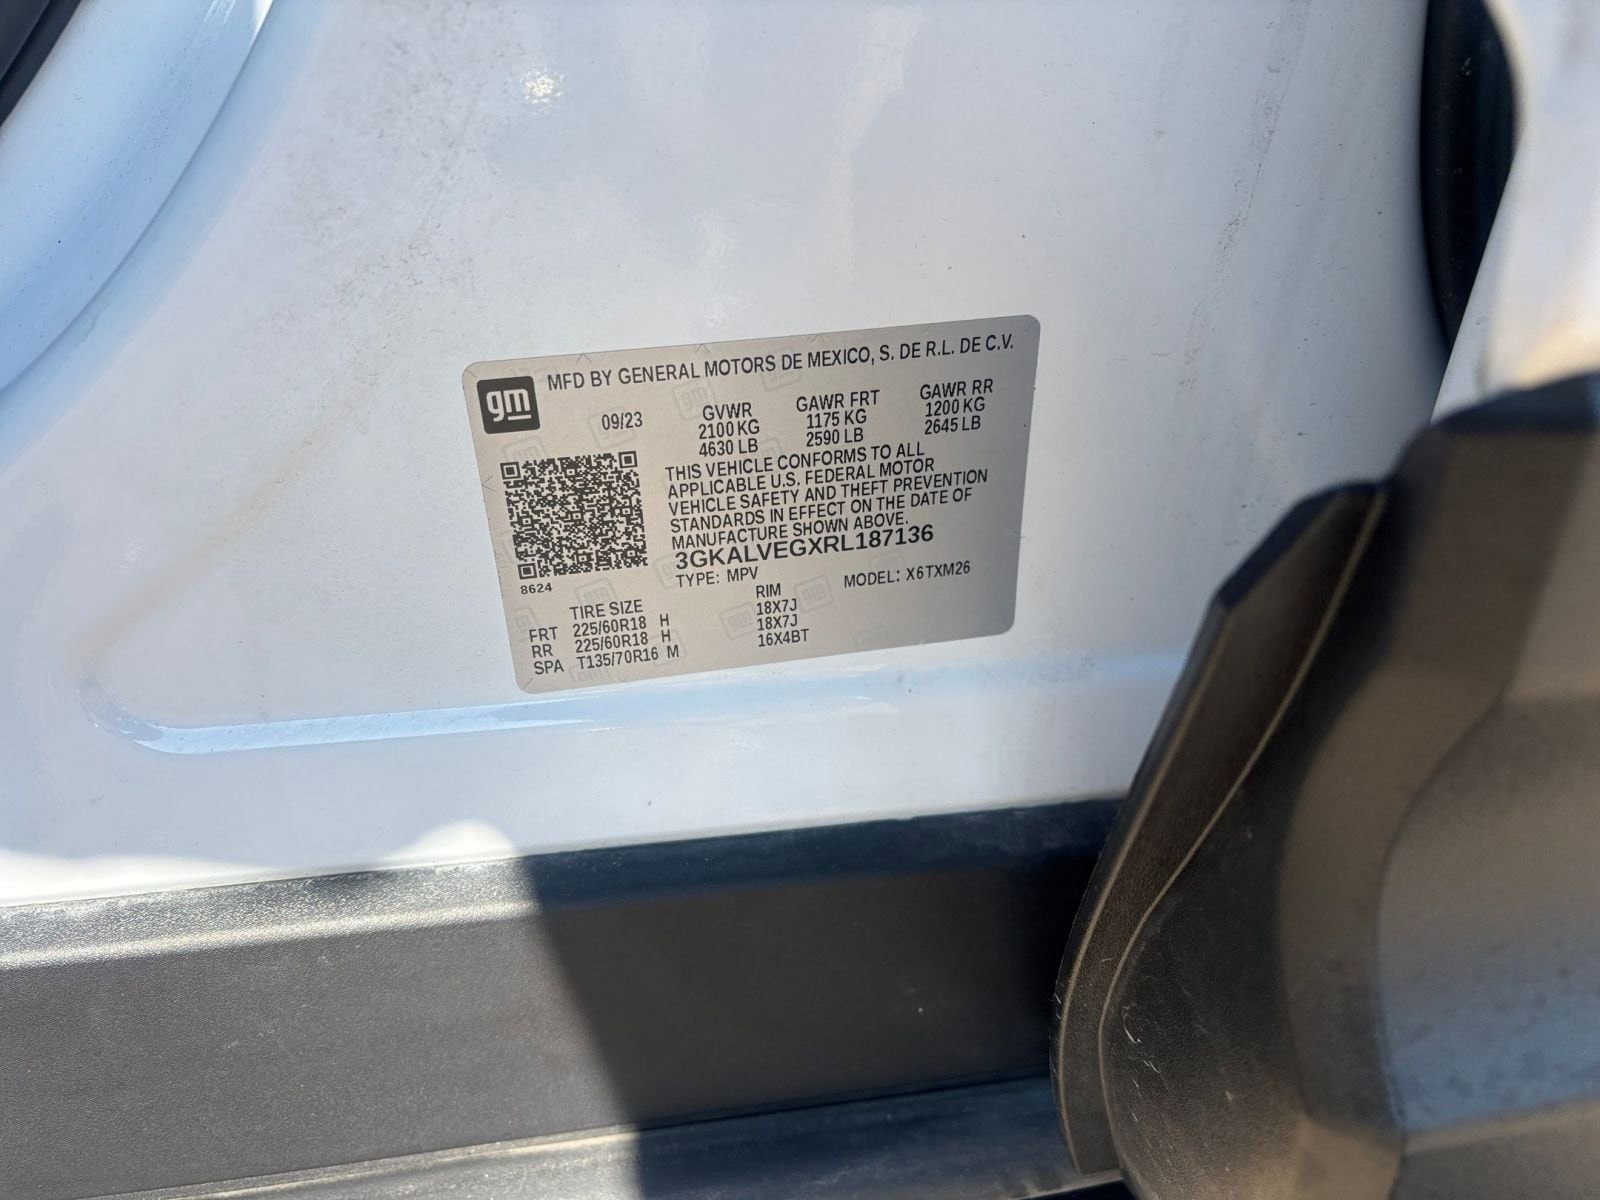 MFD BY GENERAL MOTORS DE MEXICO, S. DE R.L. DE C.V.
gm
09/23
GVWR GAWR FRT GAWR RR
2100 KG 1175 KG 1200 KG
4630 LB 2590 LB 2645 LB
THIS VEHICLE CONFORMS TO ALL
APPLICABLE U.S. FEDERAL MOTOR
VEHICLE SAFETY AND THEFT PREVENTION
STANDARDS IN EFFECT ON THE DATE OF
MANUFACTURE SHOWN ABOVE.
3GKALVEGXRL187136
TYPE: MPV MODEL: X6TXM26
8624
TIRE SIZE RIM
FRT 225/60R18 H 18X7J
RR 225/60R18 H 18X7J
SPA T135/70R16 M 16X4BT